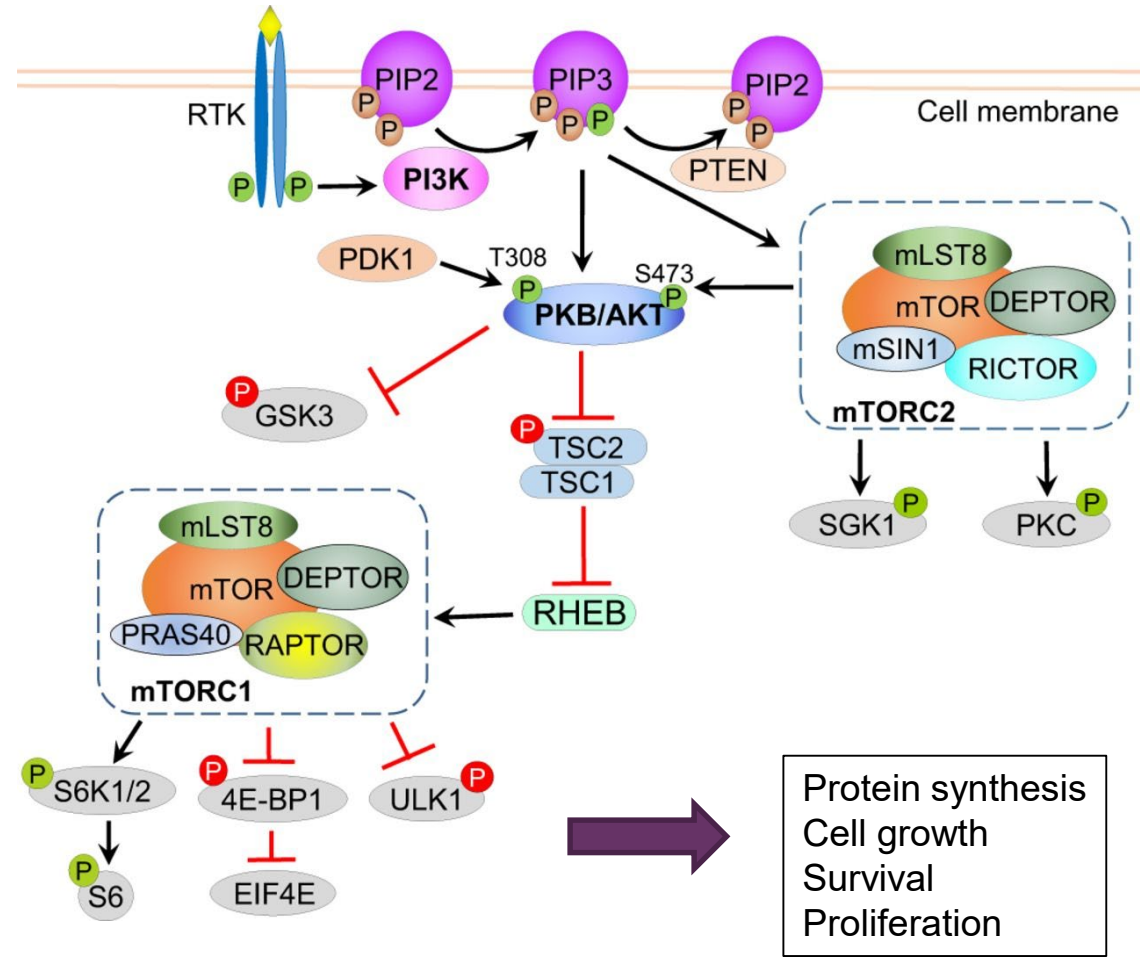 PIP2
P
P
PIP3
P
P
P
PIP2
P
P
RTK
Cell membrane
P
P
PI3K
PTEN
PDK1
T308
P
S473
P
PKB/AKT
mLST8
mTOR
DEPTOR
mSIN1
RICTOR
mTORC2
P
GSK3
P
TSC2
TSC1
SGK1
P
PKC
P
mLST8
mTOR
DEPTOR
PRAS40
RAPTOR
mTORC1
RHEB
P
S6K1/2
P
4E-BP1
ULK1
P
P
S6
EIF4E
Protein synthesis
Cell growth
Survival
Proliferation